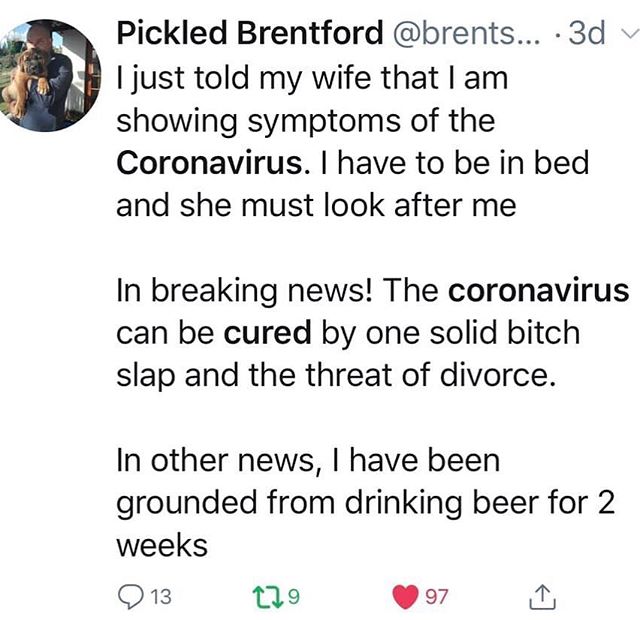 Pickled Brentford @brents... · 3d
I just told my wife that I am
showing symptoms of the
Coronavirus. I have to be in bed
and she must look after me
In breaking news! The coronavirus
can be cured by one solid bitch
slap and the threat of divorce.
In other news, I have been
grounded from drinking beer for 2
weeks
13 9 97